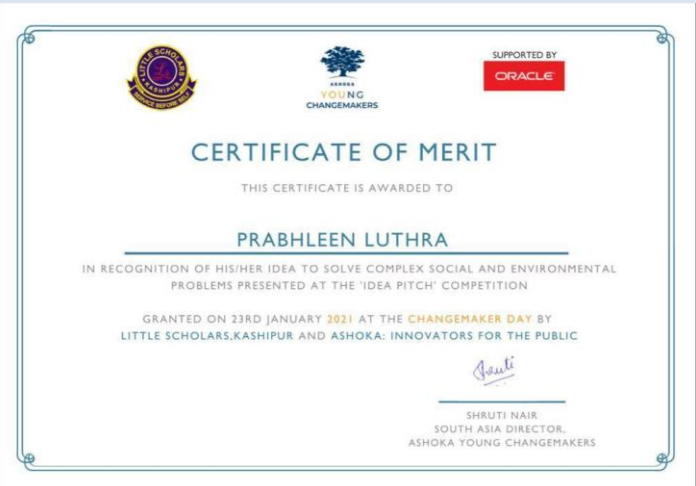 LITTLE SCHOLARS
KASHIPUR
SERVICE BEFORE SELF
ASHOKA
YOUNG
CHANGEMAKERS
SUPPORTED BY
ORACLE
CERTIFICATE OF MERIT
THIS CERTIFICATE IS AWARDED TO
PRABHLEEN LUTHRA
IN RECOGNITION OF HIS/HER IDEA TO SOLVE COMPLEX SOCIAL AND ENVIRONMENTAL
PROBLEMS PRESENTED AT THE 'IDEA PITCH' COMPETITION
GRANTED ON 23RD JANUARY 2021 AT THE CHANGEMAKER DAY BY
LITTLE SCHOLARS,KASHIPUR AND ASHOKA: INNOVATORS FOR THE PUBLIC
Shruti
SHRUTI NAIR
SOUTH ASIA DIRECTOR,
ASHOKA YOUNG CHANGEMAKERS